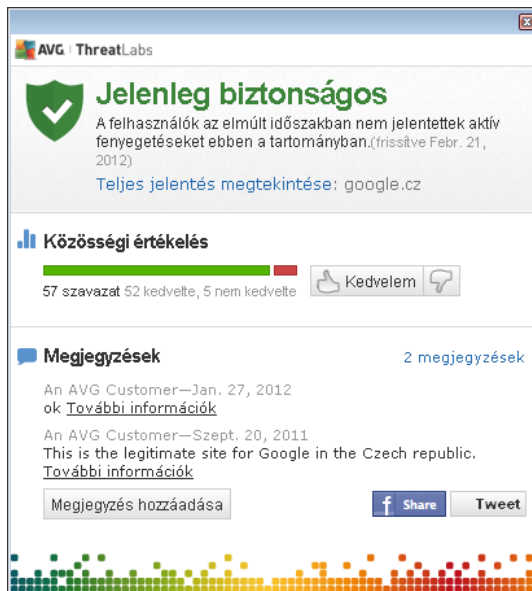 AVG ThreatLabs
Jelenleg biztonságos
A felhasználók az elmúlt időszakban nem jelentettek aktív
fenyegetéseket ebben a tartományban.(frissítve Febr. 21,
2012)
Teljes jelentés megtekintése: google.cz
Közösségi értékelés
57 szavazat 52 kedvelte, 5 nem kedvelte
Kedvelem
Megjegyzések
2 megjegyzések
An AVG Customer—Jan. 27, 2012
ok További információk
An AVG Customer—Szept. 20, 2011
This is the legitimate site for Google in the Czech republic.
További információk
Megjegyzés hozzáadása
f Share
Tweet